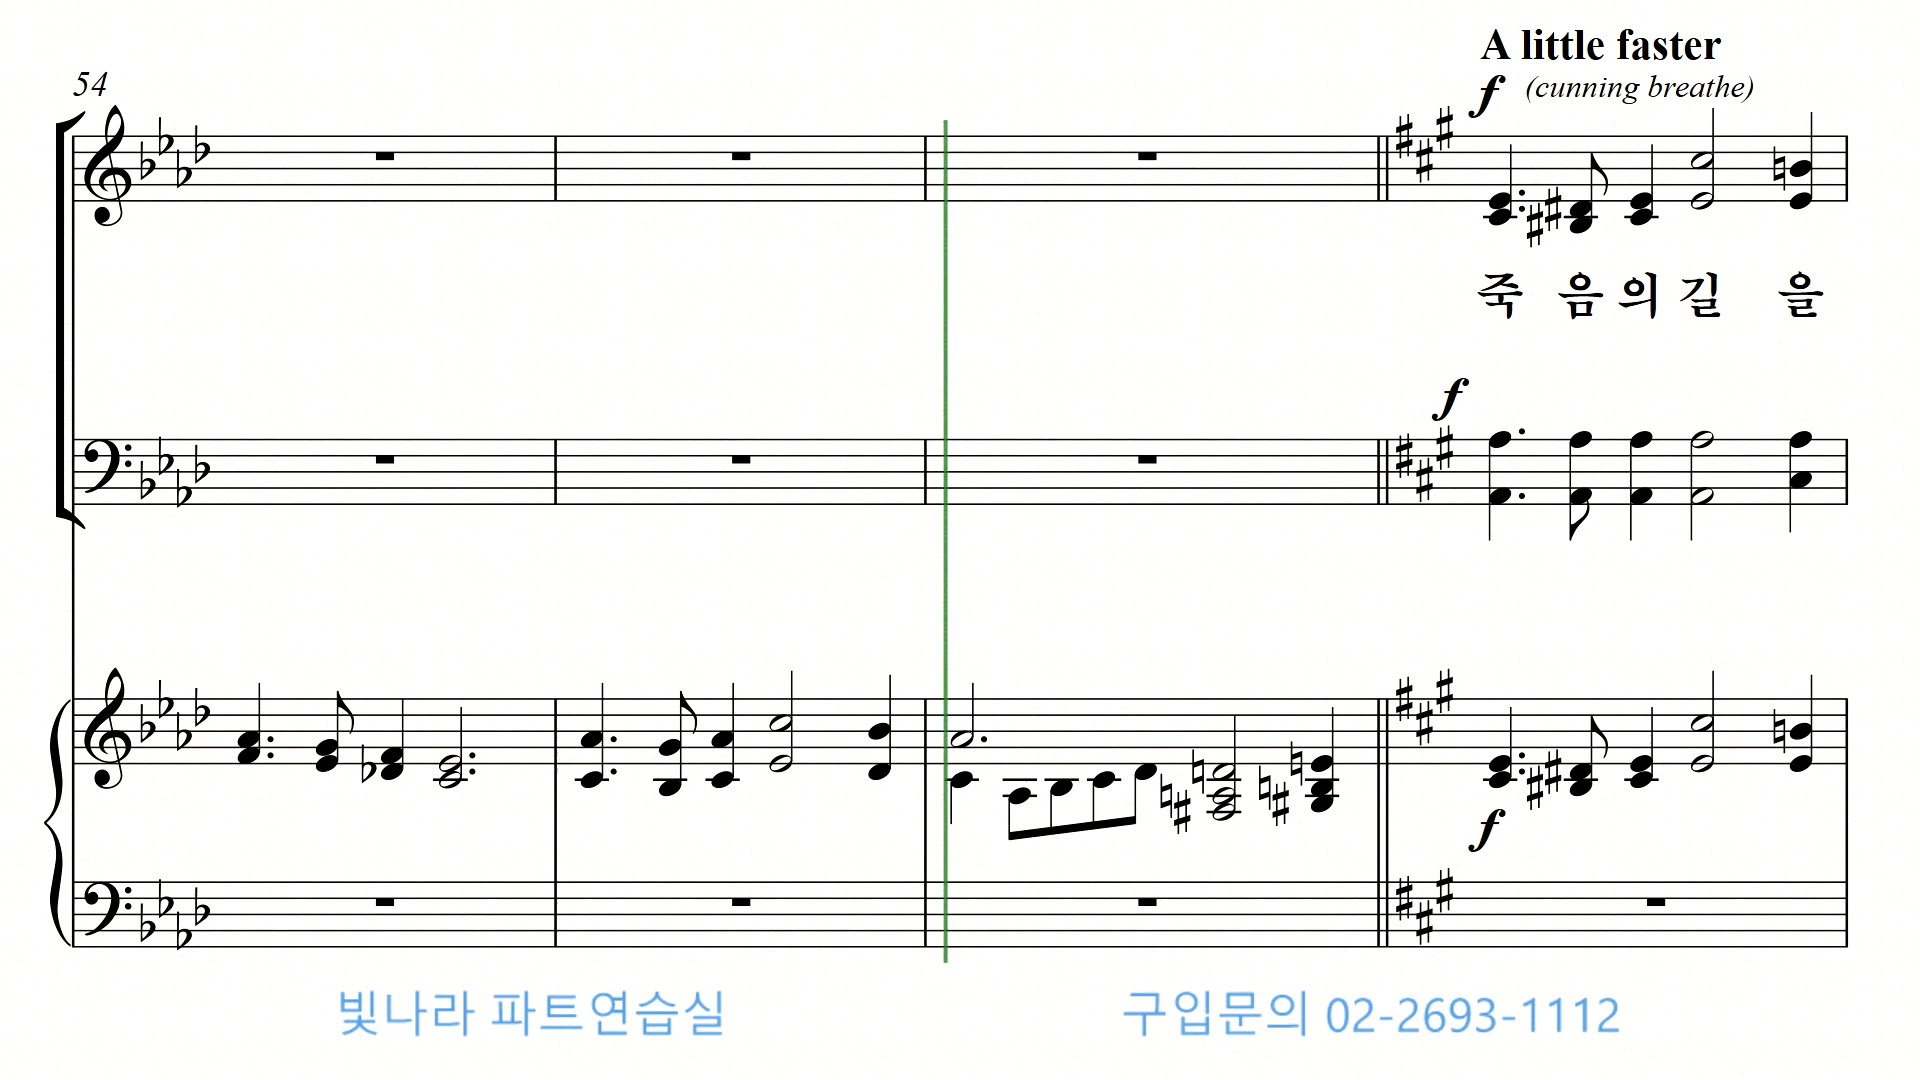 A little faster
54
f (cunning breathe)
죽 음 의 길 을
f
f
빛나라 파트연습실 구입문의 02-2693-1112